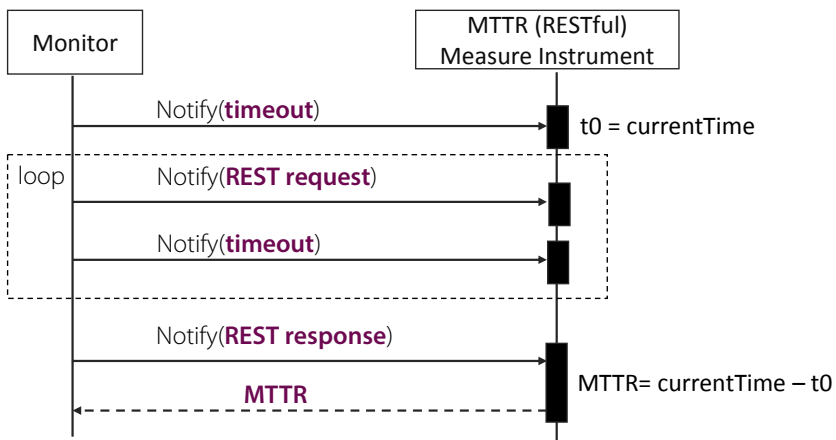 Monitor
MTTR (RESTful)
Measure Instrument
Notify(timeout)
t0 = currentTime
loop
Notify(REST request)
Notify(timeout)
Notify(REST response)
MTTR= currentTime – t0
MTTR